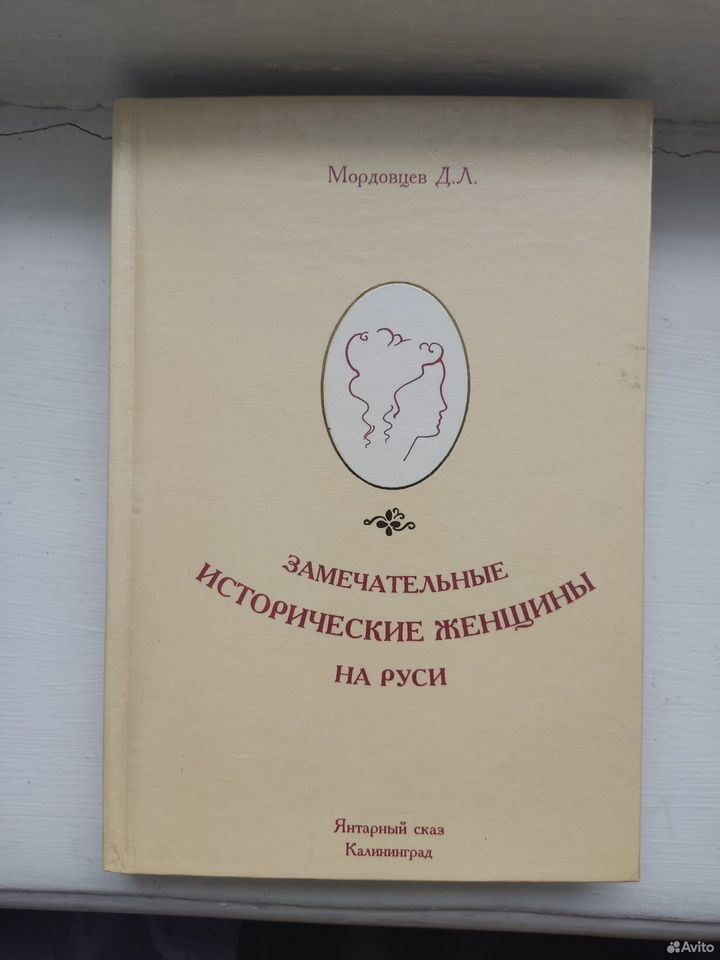 Мордовцев Д.Л.
ЗАМЕЧАТЕЛЬНЫЕ
ИСТОРИЧЕСКИЕ ЖЕНЩИНЫ
НА РУСИ
Янтарный сказ
Калининград
Avito